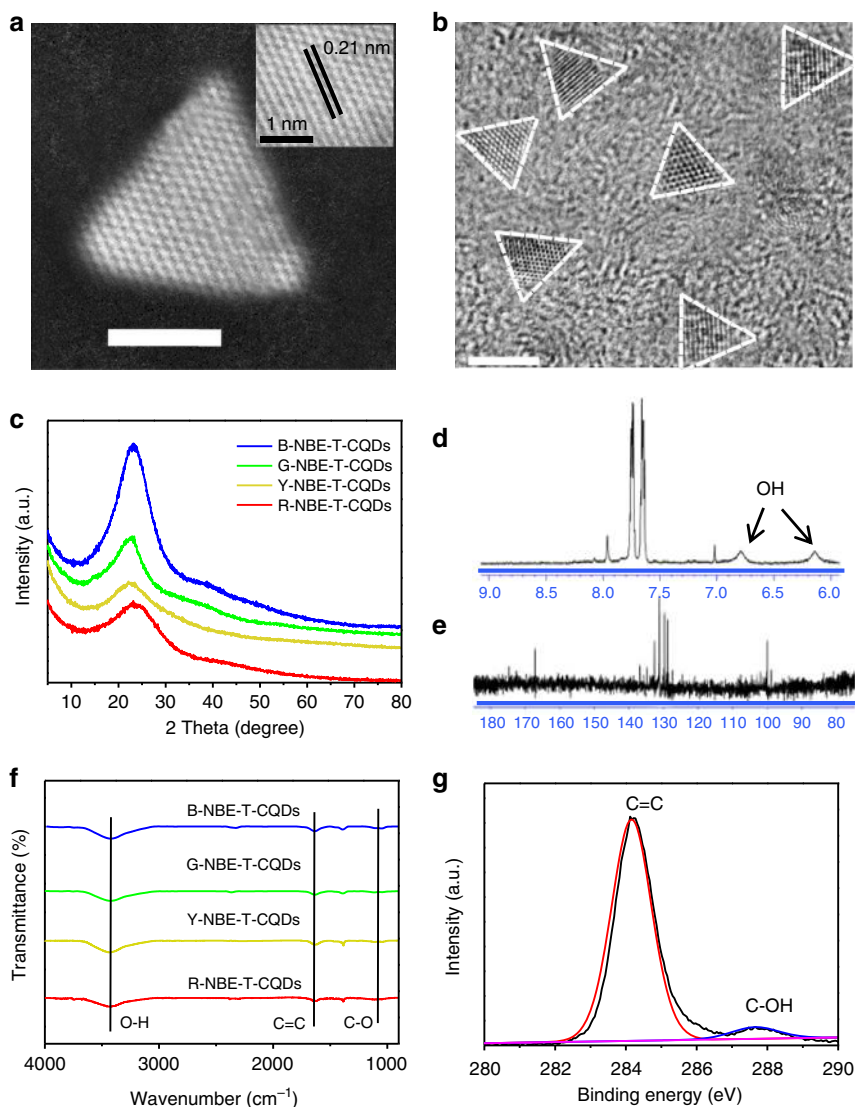 a
0.21 nm
1 nm
b
c
B-NBE-T-CQDs
G-NBE-T-CQDs
Y-NBE-T-CQDs
R-NBE-T-CQDs
Intensity (a.u.)
10 20 30 40 50 60 70 80
2 Theta (degree)
d
OH
9.0 8.5 8.0 7.5 7.0 6.5 6.0
e
180 170 160 150 140 130 120 110 100 90 80
f
B-NBE-T-CQDs
G-NBE-T-CQDs
Y-NBE-T-CQDs
R-NBE-T-CQDs
O-H C=C C-O
Transmittance (%)
4000 3000 2000 1000
Wavenumber (cm⁻¹)
g
C=C
C-OH
Intensity (a.u.)
280 282 284 286 288 290
Binding energy (eV)